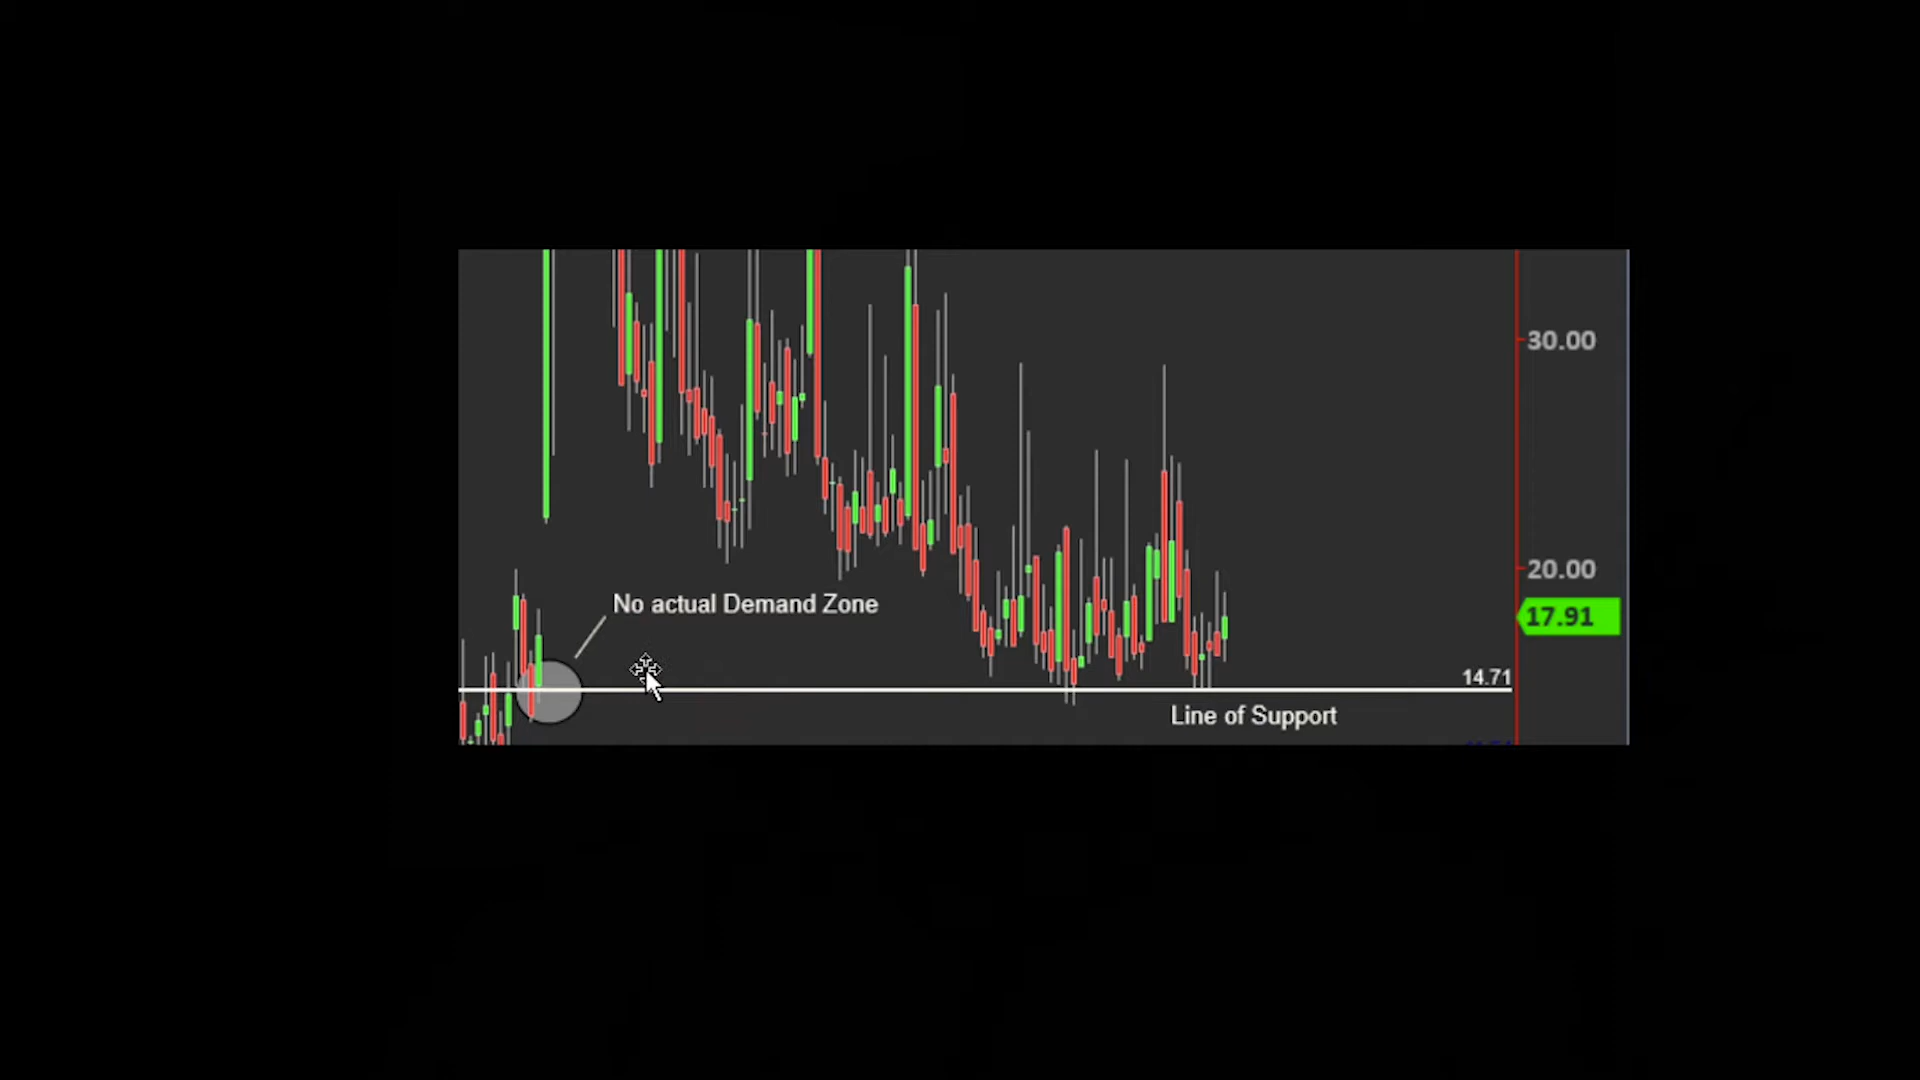 30.00
No actual Demand Zone
20.00
17.91
14.71
Line of Support